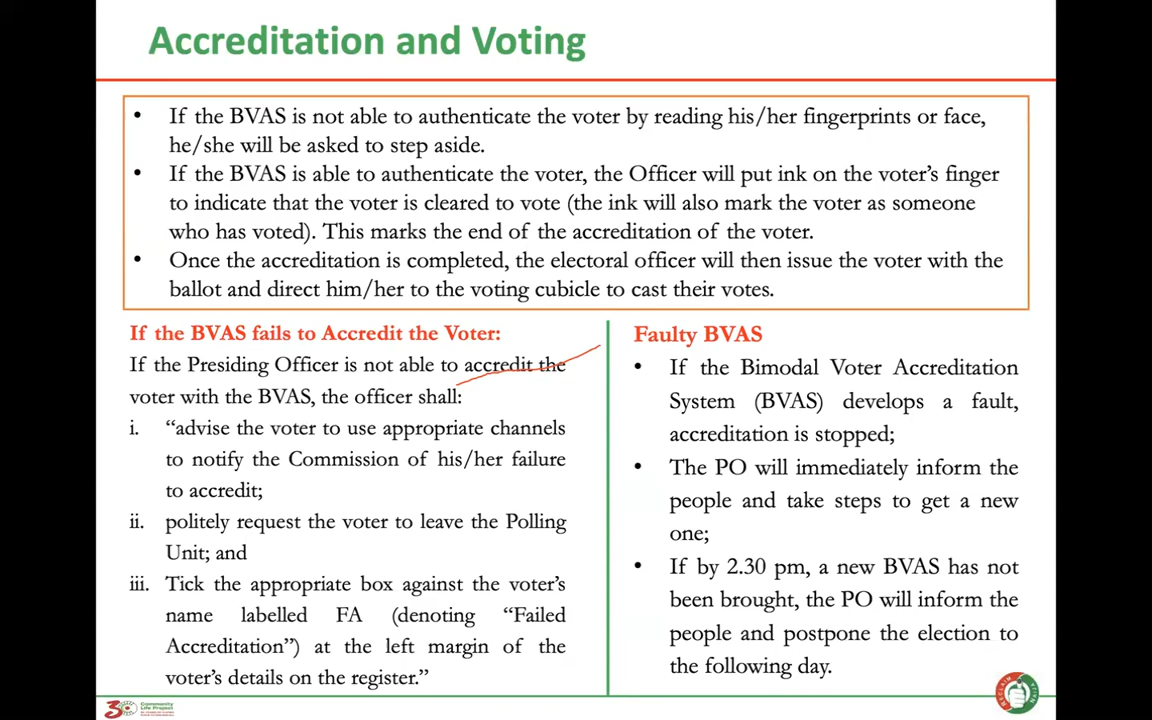 Accreditation and Voting
• If the BVAS is not able to authenticate the voter by reading his/her fingerprints or face,
he/she will be asked to step aside.
• If the BVAS is able to authenticate the voter, the Officer will put ink on the voter's finger
to indicate that the voter is cleared to vote (the ink will also mark the voter as someone
who has voted). This marks the end of the accreditation of the voter.
• Once the accreditation is completed, the electoral officer will then issue the voter with the
ballot and direct him/her to the voting cubicle to cast their votes.
If the BVAS fails to Accredit the Voter:
If the Presiding Officer is not able to accredit the
voter with the BVAS, the officer shall:
i. “advise the voter to use appropriate channels
to notify the Commission of his/her failure
to accredit;
ii. politely request the voter to leave the Polling
Unit; and
iii. Tick the appropriate box against the voter's
name labelled FA (denoting “Failed
Accreditation”) at the left margin of the
voter's details on the register.”
Faulty BVAS
• If the Bimodal Voter Accreditation
System (BVAS) develops a fault,
accreditation is stopped;
• The PO will immediately inform the
people and take steps to get a new
one;
• If by 2.30 pm, a new BVAS has not
been brought, the PO will inform the
people and postpone the election to
the following day.
30
Community
Life Project